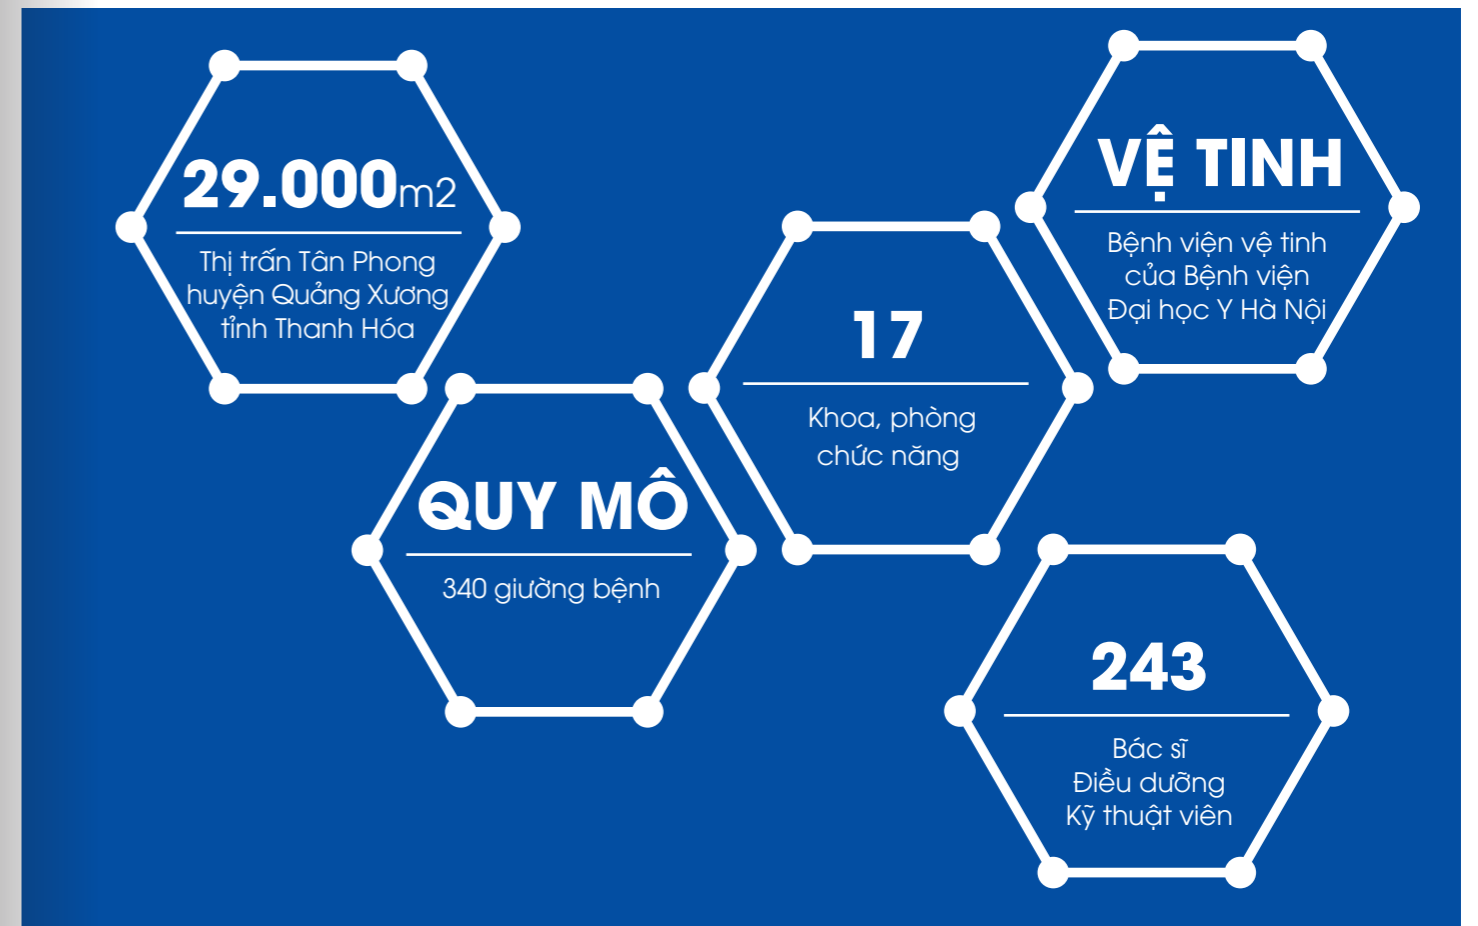 29.000m2
Thị trấn Tân Phong
huyện Quảng Xương
tỉnh Thanh Hóa
QUY MÔ
340 giường bệnh
17
Khoa, phòng
chức năng
VỆ TINH
Bệnh viện vệ tinh
của Bệnh viện
Đại học Y Hà Nội
243
Bác sĩ
Điều dưỡng
Kỹ thuật viên